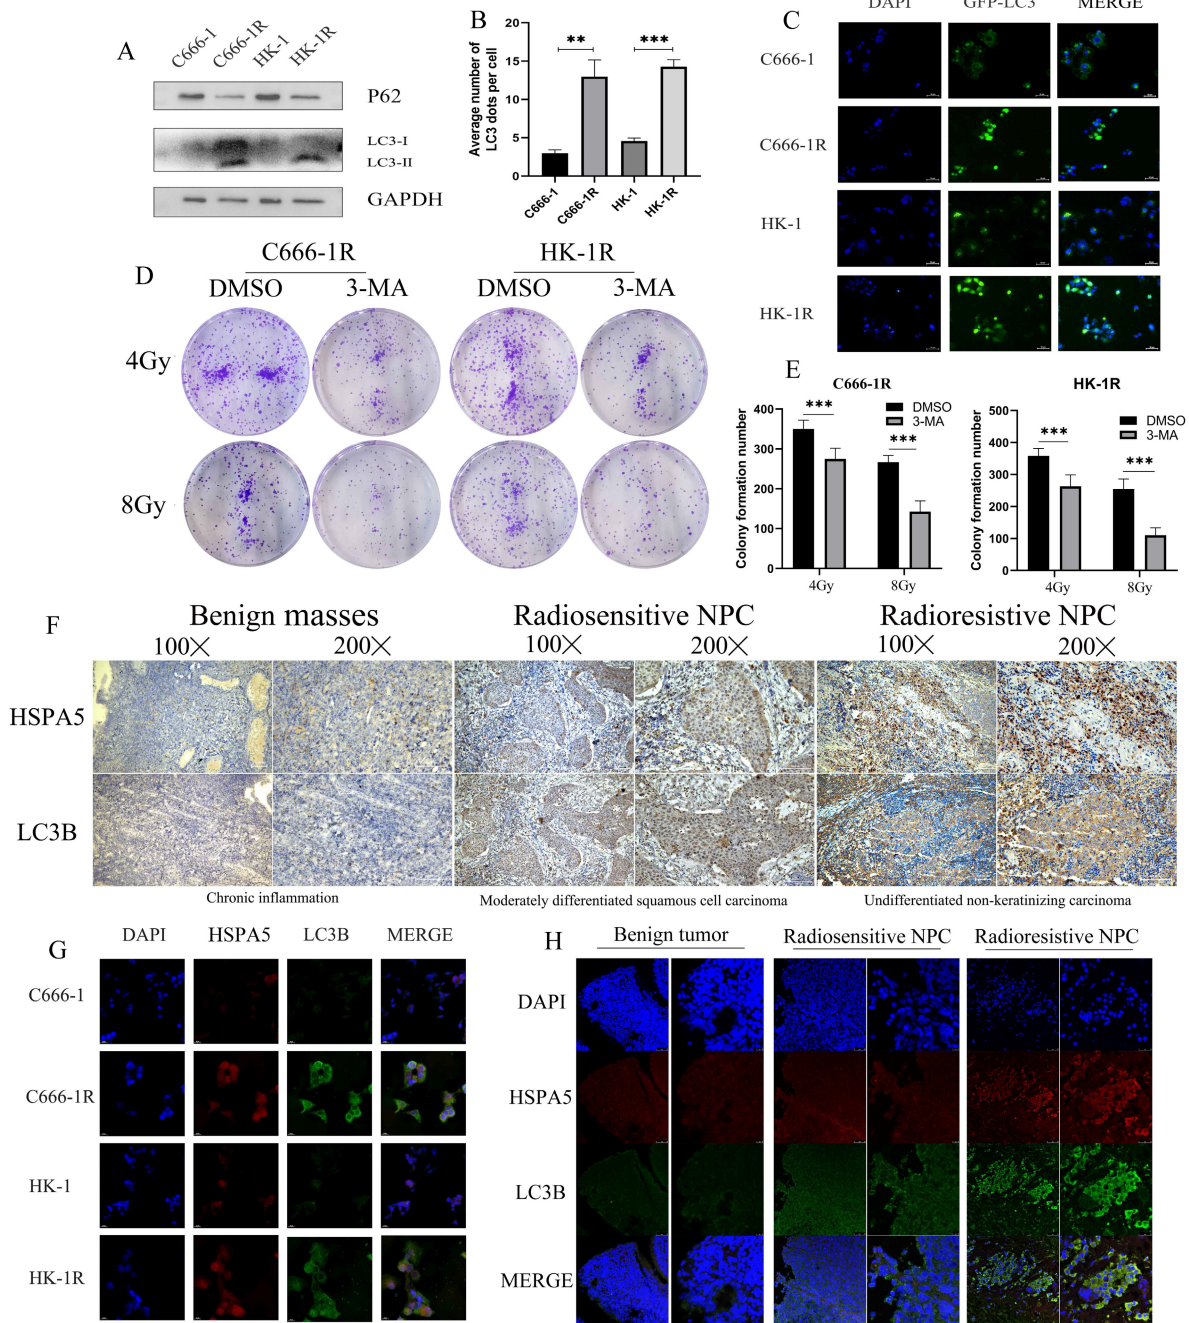 A
C666-1
C666-1R
HK-1
HK-1R
P62
LC3-I
LC3-II
GAPDH
B
Average number of
LC3 dots per cell
20
15
10
5
0
**
***
C666-1
C666-1R
HK-1
HK-1R
C
DAPI GFP-LC3 MERGE
C666-1
C666-1R
HK-1
HK-1R
D
C666-1R HK-1R
DMSO 3-MA DMSO 3-MA
4Gy
8Gy
E
C666-1R
Colony formation number
400
300
200
100
0
***
***
DMSO
3-MA
4Gy 8Gy
HK-1R
Colony formation number
500
400
300
200
100
0
***
***
DMSO
3-MA
4Gy 8Gy
F
Benign masses Radiosensitive NPC Radioresistive NPC
100× 200× 100× 200× 100× 200×
HSPA5
LC3B
Chronic inflammation Moderately differentiated squamous cell carcinoma Undifferentiated non-keratinizing carcinoma
G
DAPI HSPA5 LC3B MERGE
C666-1
C666-1R
HK-1
HK-1R
H
Benign tumor Radiosensitive NPC Radioresistive NPC
DAPI
HSPA5
LC3B
MERGE